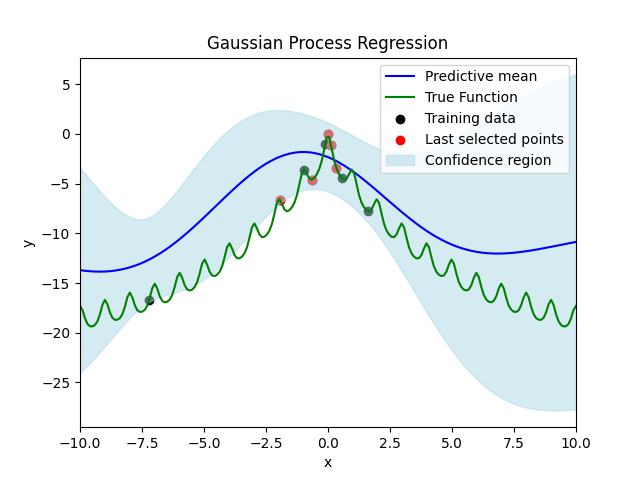 Gaussian Process Regression
Predictive mean
True Function
Training data
Last selected points
Confidence region
y
5
0
−5
−10
−15
−20
−25
−10.0
−7.5
−5.0
−2.5
0.0
2.5
5.0
7.5
10.0
x